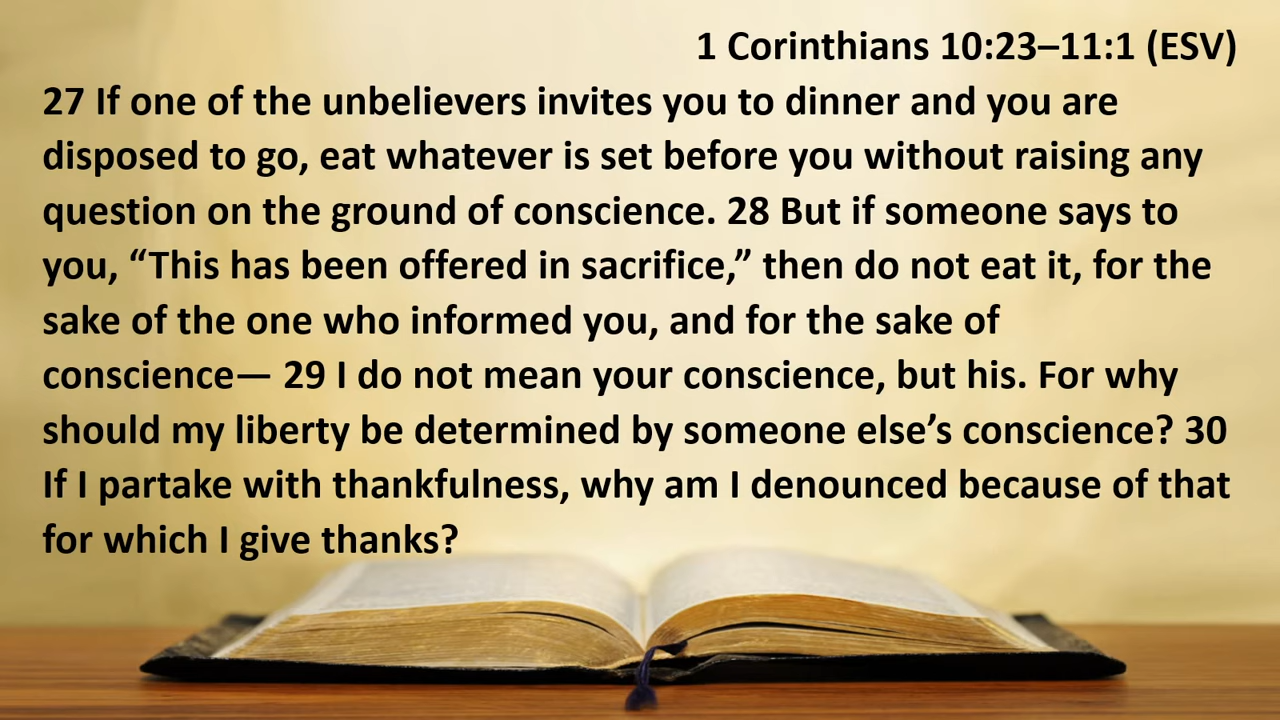 1 Corinthians 10:23–11:1 (ESV)
27 If one of the unbelievers invites you to dinner and you are
disposed to go, eat whatever is set before you without raising any
question on the ground of conscience. 28 But if someone says to
you, “This has been offered in sacrifice,” then do not eat it, for the
sake of the one who informed you, and for the sake of
conscience— 29 I do not mean your conscience, but his. For why
should my liberty be determined by someone else’s conscience? 30
If I partake with thankfulness, why am I denounced because of that
for which I give thanks?